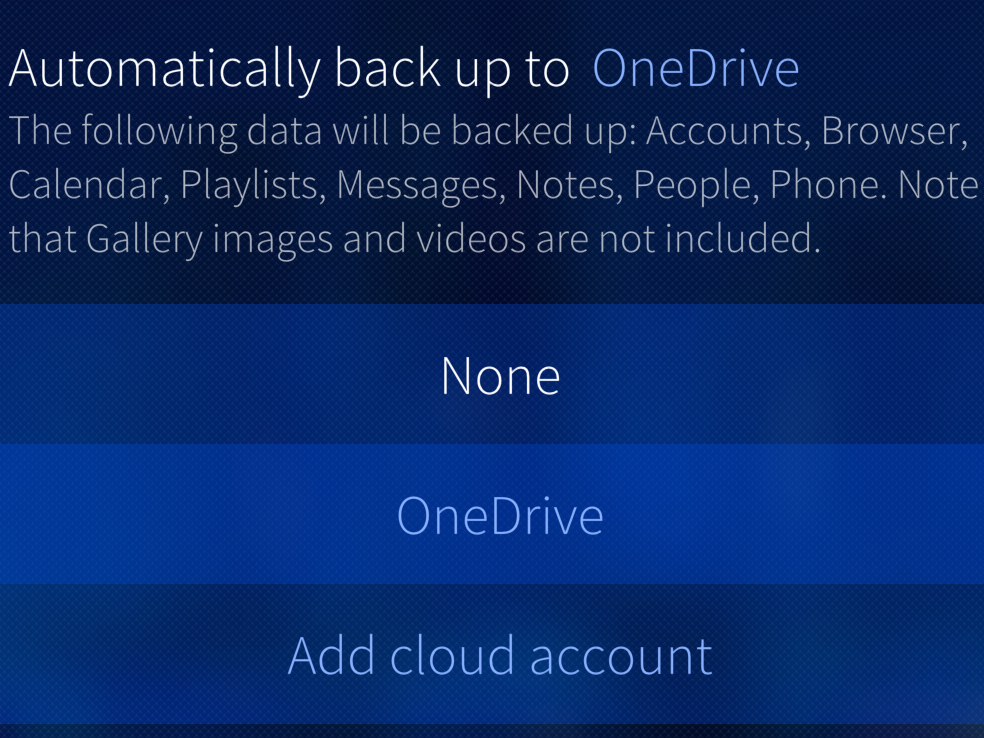 Automatically back up to OneDrive
The following data will be backed up: Accounts, Browser,
Calendar, Playlists, Messages, Notes, People, Phone. Note
that Gallery images and videos are not included.
None
OneDrive
Add cloud account